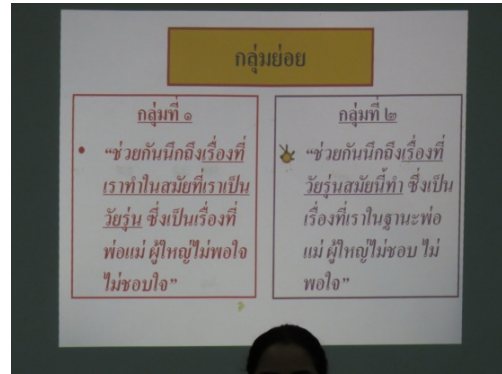 กลุ่มย่อย
กลุ่มที่ ๑
“ช่วยกันนึกถึงเรื่องที่
เราทำในสมัยที่เราเป็น
วัยรุ่น ซึ่งเป็นเรื่องที่
พ่อแม่ ผู้ใหญ่ไม่พอใจ
ไม่ชอบใจ”
กลุ่มที่ ๒
“ช่วยกันนึกถึงเรื่องที่
วัยรุ่นสมัยนี้ทำ ซึ่งเป็น
เรื่องที่เราในฐานะพ่อ
แม่ ผู้ใหญ่ไม่ชอบ ไม่
พอใจ”